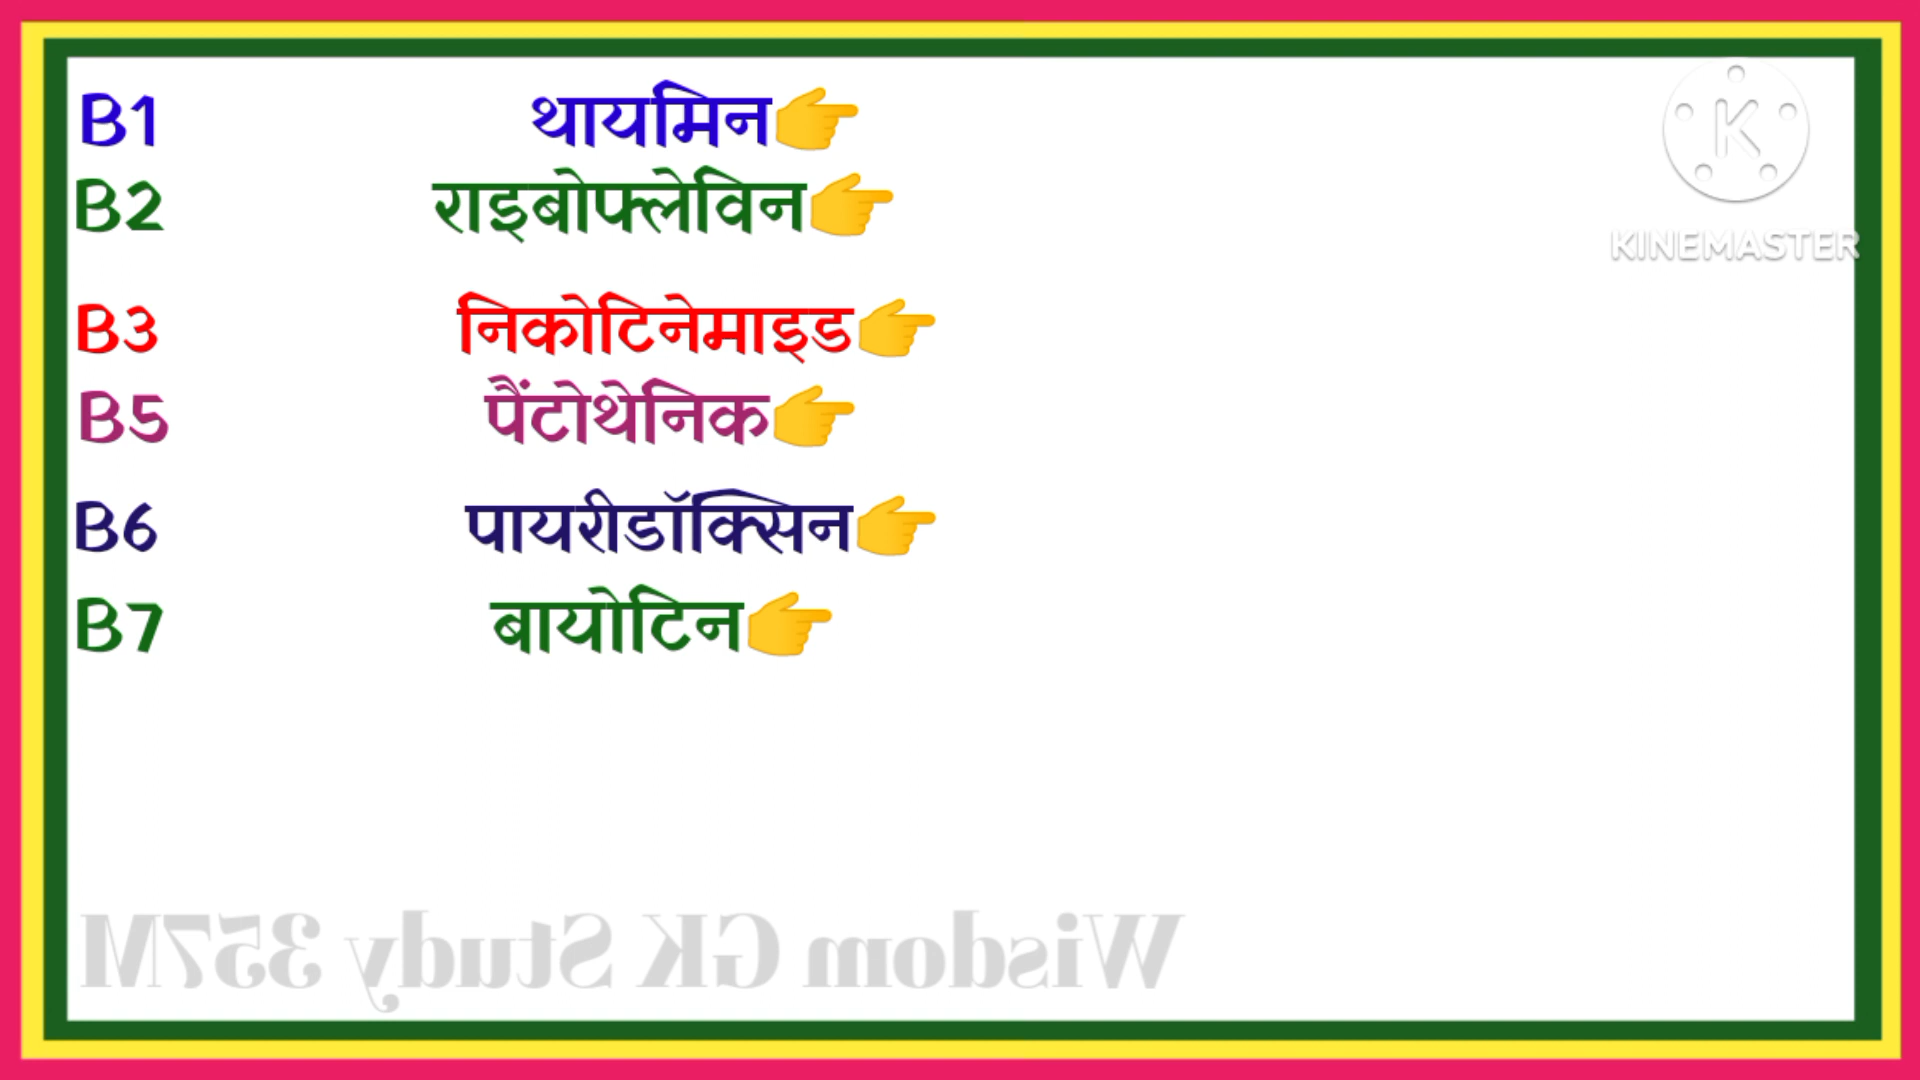 B1 थायमिन👉
B2 राइबोफ्लेविन👉
B3 निकोटिनेमाइड👉
B5 पैंटोथेनिक👉
B6 पायरीडॉक्सिन👉
B7 बायोटिन👉
K
KINEMASTER
Wisdom GK Study 357M